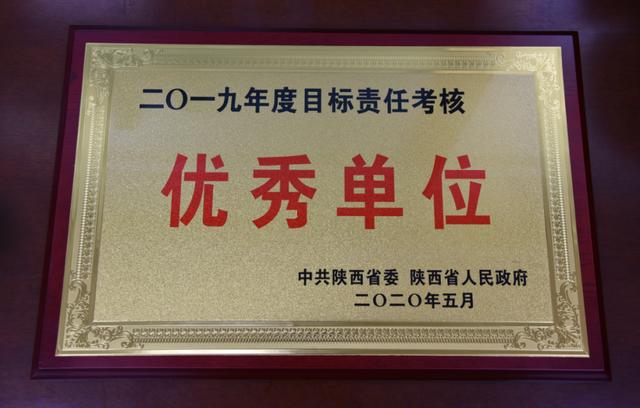 二〇一九年度目标责任考核
优秀单位
中共陕西省委 陕西省人民政府
二〇二〇年五月